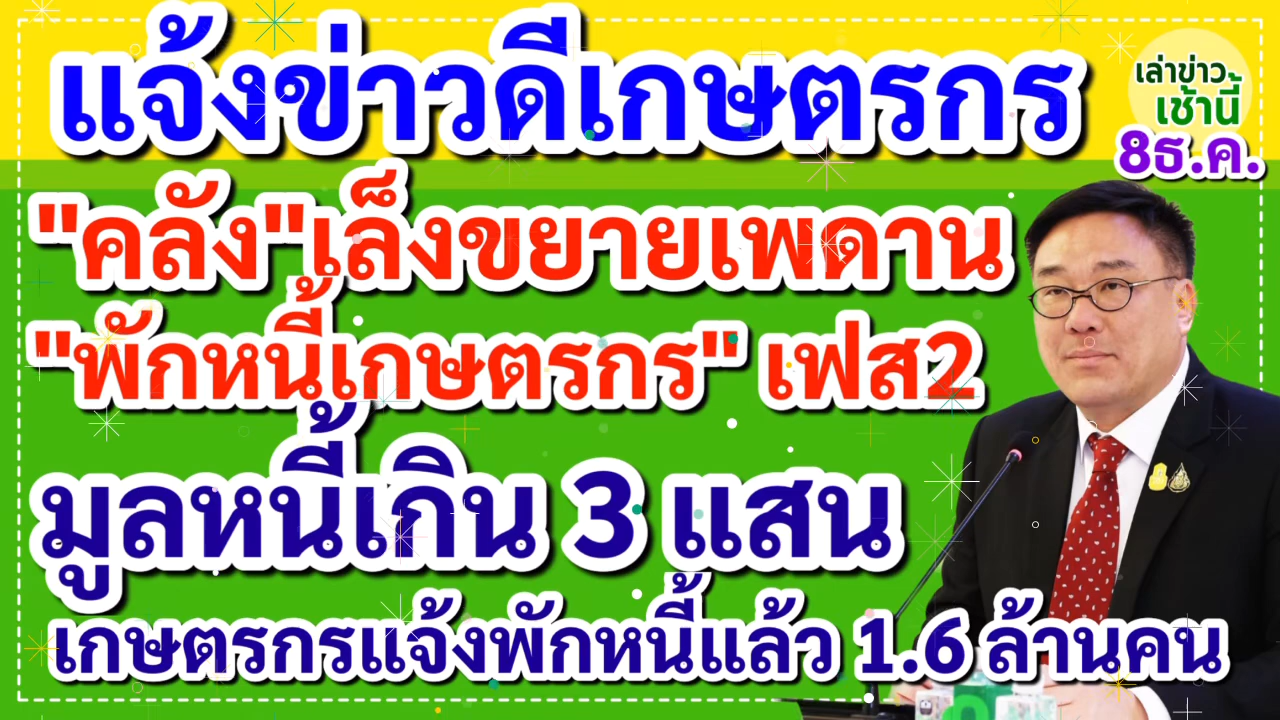 แจ้งข่าวดีเกษตรกร
เล่าข่าว
เช้านี้
8ธ.ค.
"คลัง"เล็งขยายเพดาน
"พักหนี้เกษตรกร" เฟส2
มูลหนี้เกิน 3 แสน
เกษตรกรแจ้งพักหนี้แล้ว 1.6 ล้านคน